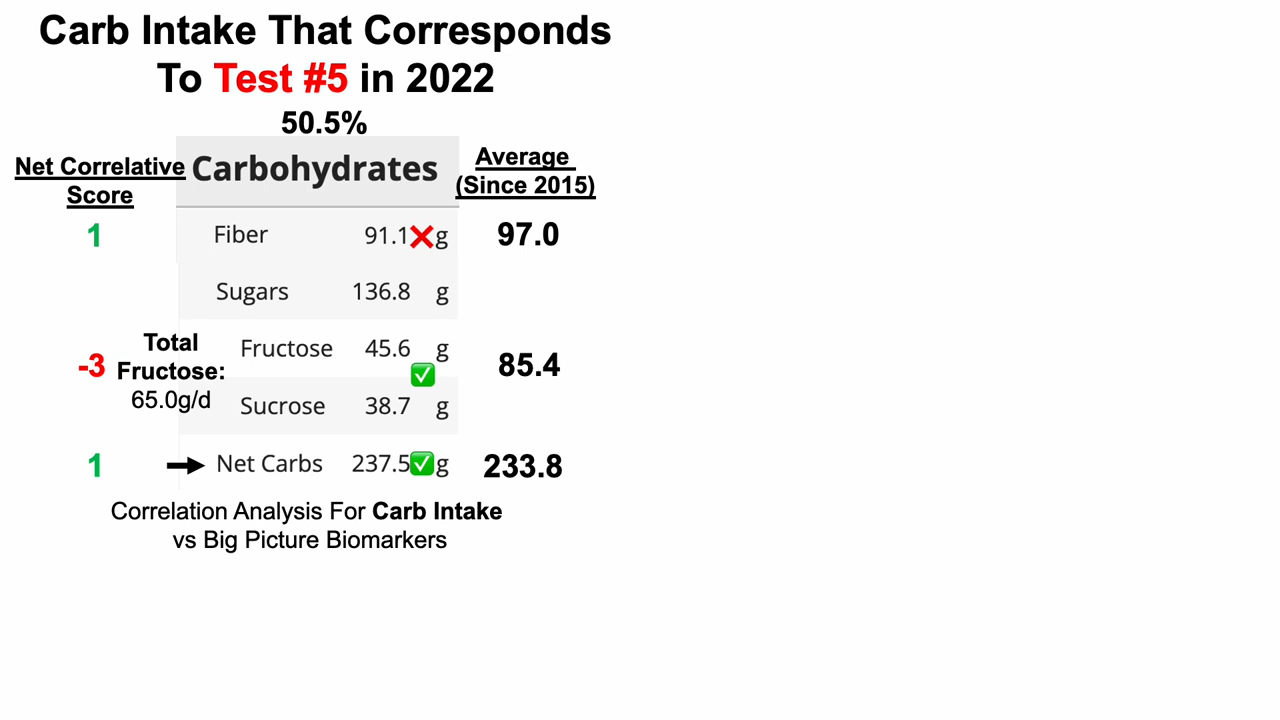 Carb Intake That Corresponds
To Test #5 in 2022
50.5%
Net Correlative
Score
Carbohydrates
Average
(Since 2015)
1
Fiber 91.1❌g
97.0
Sugars 136.8 g
-3
Total
Fructose:
65.0g/d
Fructose 45.6 g
✅
85.4
Sucrose 38.7 g
1
Net Carbs 237.5✅g
233.8
Correlation Analysis For Carb Intake
vs Big Picture Biomarkers